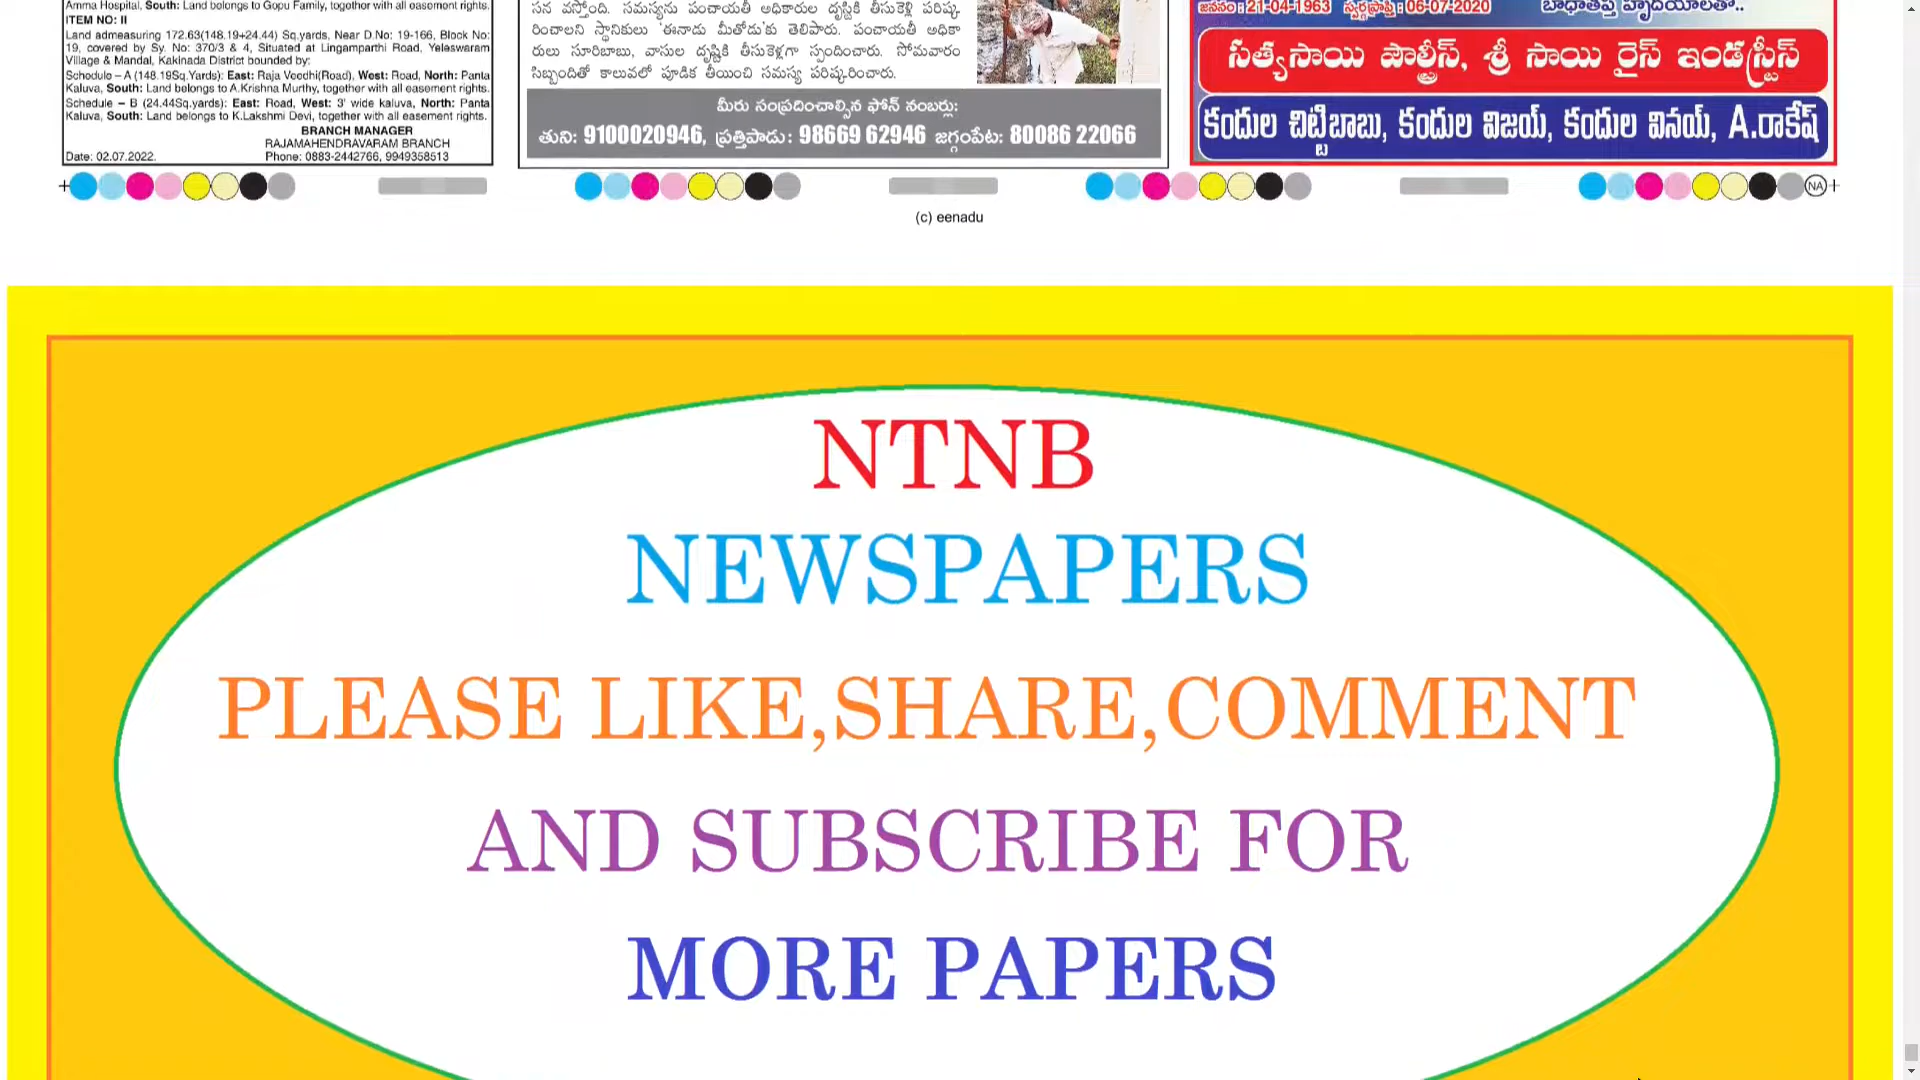 Amma Hospital, South: Land belongs to Gopu Family, together with all easement rights.
ITEM NO: II
Land admeasuring 172.63(148.19+24.44) Sq.yards, Near D.No: 19-166, Block No:
19, covered by Sy. No: 370/3 & 4, Situated at Lingamparthi Road, Yeleswaram
Village & Mandal, Kakinada District bounded by:
Schedule – A (148.19Sq.Yards): East: Raja Veedhi(Road), West: Road, North: Panta
Kaluva, South: Land belongs to A.Krishna Murthy, together with all easement rights.
Schedule – B (24.44Sq.yards): East: Road, West: 3' wide kaluva, North: Panta
Kaluva, South: Land belongs to K.Lakshmi Devi, together with all easement rights.
BRANCH MANAGER
RAJAMAHENDRAVARAM BRANCH
Date: 02.07.2022. Phone: 0883-2442766, 9949358513
సన వస్తోంది. సమస్యను పంచాయతీ అధికారుల దృష్టికి తీసుకెళ్లి పరిష్క
రించాలని స్థానికులు 'ఈనాడు మీతోడు'కు తెలిపారు. పంచాయతీ అధికా
రులు సూరిబాబు, వాసుల దృష్టికి తీసుకెళ్లగా స్పందించారు. సోమవారం
సిబ్బందితో కాలువలో పూడిక తీయించి సమస్య పరిష్కరించారు.
మీరు సంప్రదించాల్సిన ఫోన్ నంబర్లు:
తుని: 9100020946, ప్రత్తిపాడు: 98669 62946 జగ్గంపేట: 80086 22066
జననం : 21-04-1963 స్వర్గప్రాప్తి : 06-07-2020 బాధాతప్త హృదయాలతో..
సత్యసాయి పౌల్ట్రీస్, శ్రీ సాయి రైస్ ఇండస్ట్రీస్
కందుల చిట్టిబాబు, కందుల విజయ్, కందుల వినయ్, A.రాకేష్
NA
(c) eenadu
NTNB
NEWSPAPERS
PLEASE LIKE,SHARE,COMMENT
AND SUBSCRIBE FOR
MORE PAPERS